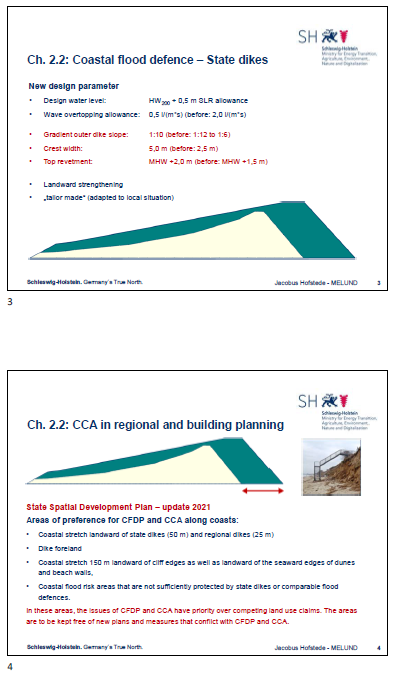 SH
Schleswig-Holstein
Ministry for Energy Transition,
Agriculture, Environment,
Nature and Digitalisation
Ch. 2.2: Coastal flood defence – State dikes
New design parameter
• Design water level: HW200 + 0,5 m SLR allowance
• Wave overtopping allowance: 0,5 l/(m*s) (before: 2,0 l/(m*s)
• Gradient outer dike slope: 1:10 (before: 1:12 to 1:6)
• Crest width: 5,0 m (before: 2,5 m)
• Top revetment: MHW +2,0 m (before: MHW +1,5 m)
• Landward strengthening
• „tailor made“ (adapted to local situation)
Schleswig-Holstein. Germany's True North. Jacobus Hofstede - MELUND 3
3
SH
Schleswig-Holstein
Ministry for Energy Transition,
Agriculture, Environment,
Nature and Digitalisation
Ch. 2.2: CCA in regional and building planning
State Spatial Development Plan – update 2021
Areas of preference for CFDP and CCA along coasts:
• Coastal stretch landward of state dikes (50 m) and regional dikes (25 m)
• Dike foreland
• Coastal stretch 150 m landward of cliff edges as well as landward of the seaward edges of dunes
and beach walls,
• Coastal flood risk areas that are not sufficiently protected by state dikes or comparable flood
defences.
In these areas, the issues of CFDP and CCA have priority over competing land use claims. The areas
are to be kept free of new plans and measures that conflict with CFDP and CCA.
Schleswig-Holstein. Germany's True North. Jacobus Hofstede - MELUND 4
4